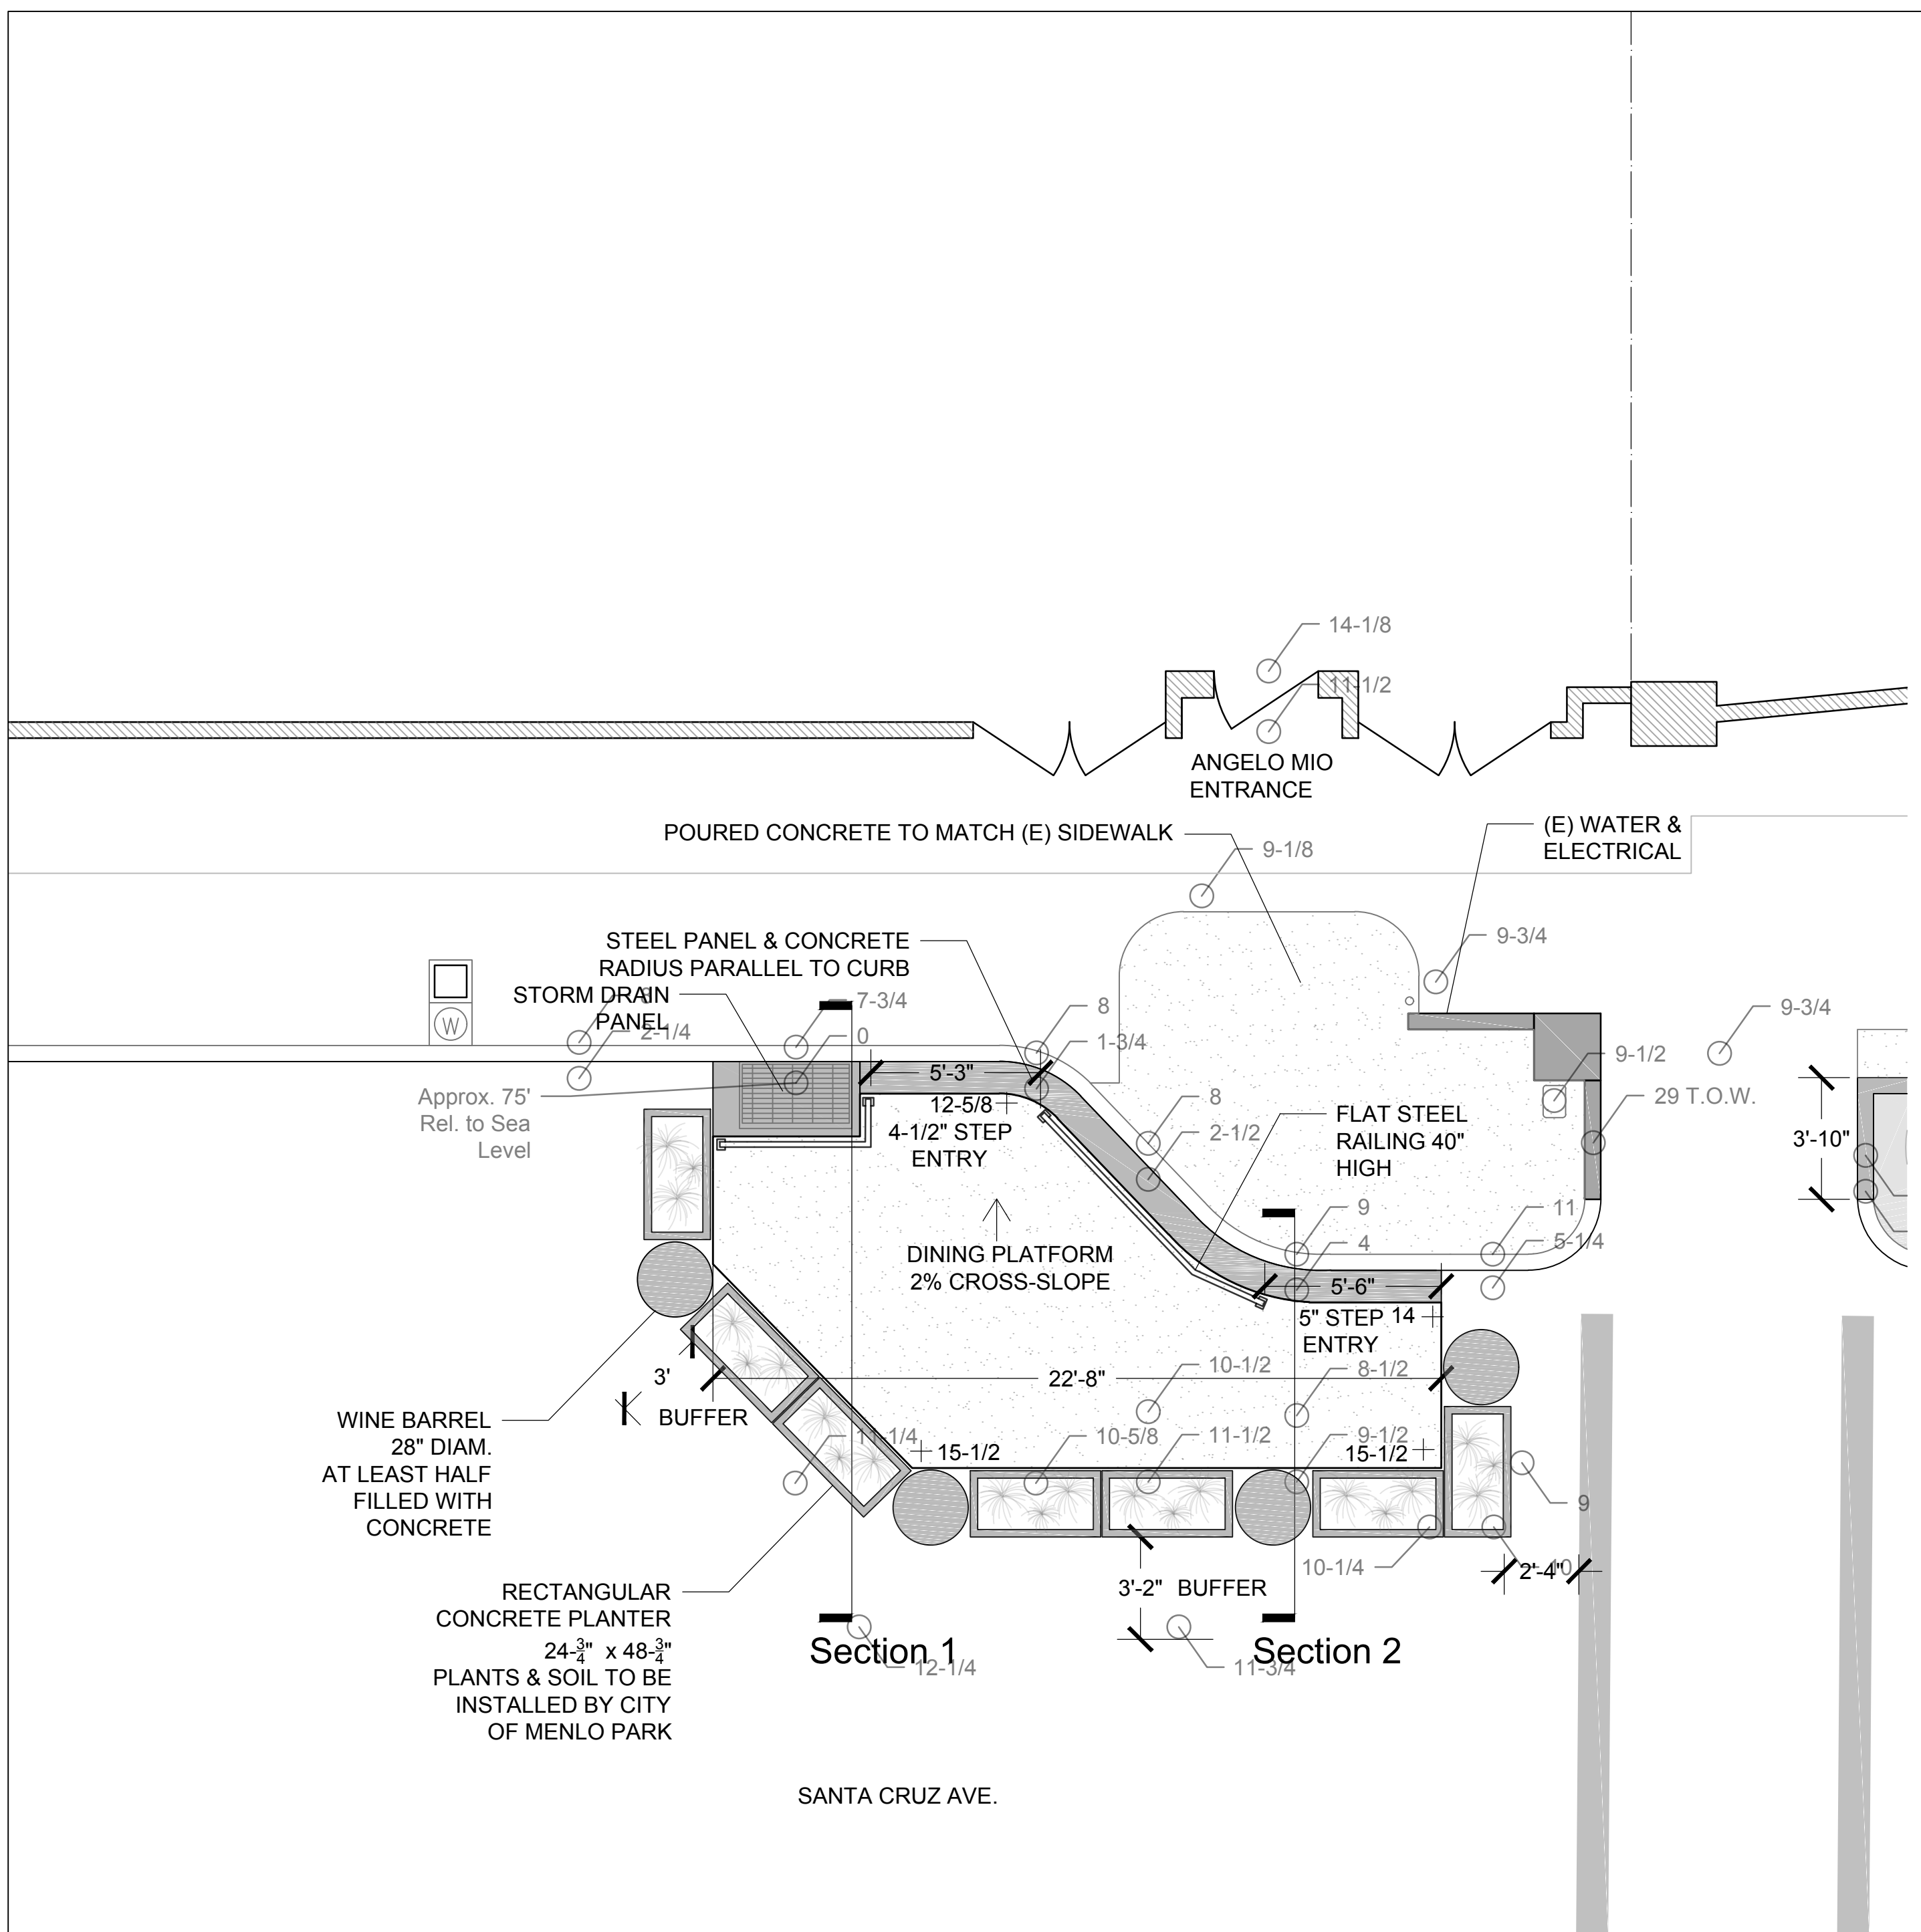 14-1/8
11-1/2
ANGELO MIO
ENTRANCE
POURED CONCRETE TO MATCH (E) SIDEWALK
(E) WATER &
ELECTRICAL
9-1/8
STEEL PANEL & CONCRETE
RADIUS PARALLEL TO CURB
9-3/4
STORM DRAIN
PANEL
8
2-1/4
W
7-3/4
0
8
1-3/4
9-3/4
9-1/2
29 T.O.W.
3'-10"
Approx. 75'
Rel. to Sea
Level
5'-3"
12-5/8
4-1/2" STEP
ENTRY
8
2-1/2
FLAT STEEL
RAILING 40"
HIGH
DINING PLATFORM
2% CROSS-SLOPE
9
4
11
5-1/4
5'-6"
5" STEP
ENTRY
14
3'
BUFFER
22'-8"
10-1/2
8-1/2
WINE BARREL
28" DIAM.
AT LEAST HALF
FILLED WITH
CONCRETE
11-1/4
15-1/2
10-5/8
11-1/2
9-1/2
15-1/2
9
10-1/4
10
2'-4"
3'-2" BUFFER
RECTANGULAR
CONCRETE PLANTER
24-3/4" x 48-3/4"
PLANTS & SOIL TO BE
INSTALLED BY CITY
OF MENLO PARK
Section 1
12-1/4
11-3/4
Section 2
SANTA CRUZ AVE.